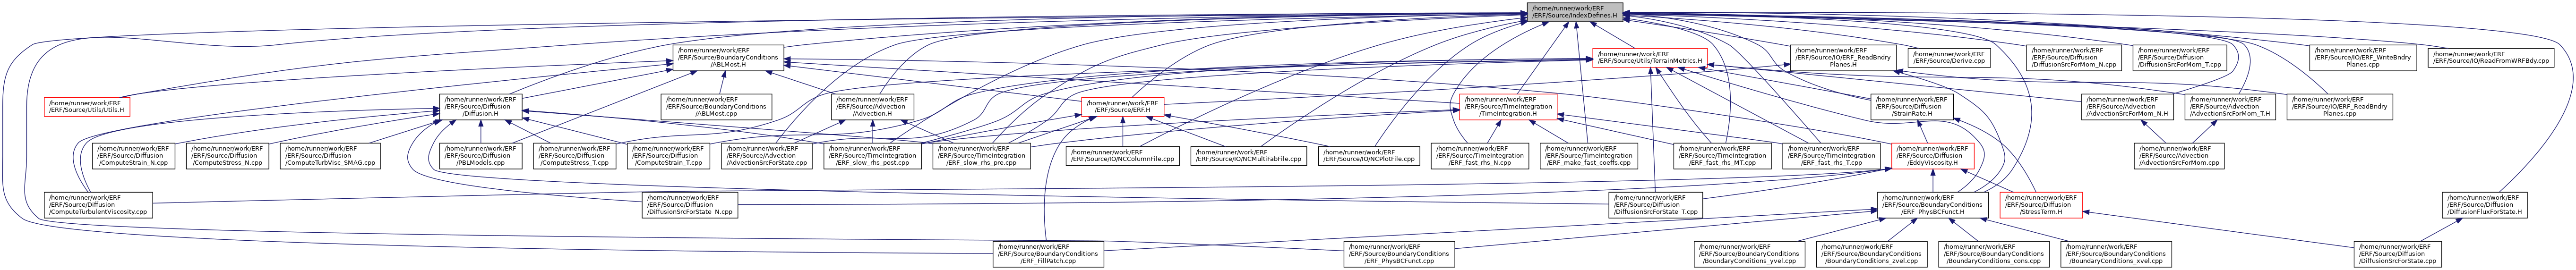 /home/runner/work/ERF
/ERF/Source/IndexDefines.H
/home/runner/work/ERF
/ERF/Source/BoundaryConditions
/ABLMost.H
/home/runner/work/ERF
/ERF/Source/Utils/TerrainMetrics.H
/home/runner/work/ERF
/ERF/Source/IO/ERF_ReadBndry
Planes.H
/home/runner/work/ERF
/ERF/Source/Derive.cpp
/home/runner/work/ERF
/ERF/Source/Diffusion
/DiffusionSrcForMom_N.cpp
/home/runner/work/ERF
/ERF/Source/Diffusion
/DiffusionSrcForMom_T.cpp
/home/runner/work/ERF
/ERF/Source/IO/ERF_WriteBndry
Planes.cpp
/home/runner/work/ERF
/ERF/Source/IO/ReadFromWRFBdy.cpp
/home/runner/work/ERF
/ERF/Source/Utils/Utils.H
/home/runner/work/ERF
/ERF/Source/Diffusion
/Diffusion.H
/home/runner/work/ERF
/ERF/Source/BoundaryConditions
/ABLMost.cpp
/home/runner/work/ERF
/ERF/Source/Advection
/Advection.H
/home/runner/work/ERF
/ERF/Source/ERF.H
/home/runner/work/ERF
/ERF/Source/TimeIntegration
/TimeIntegration.H
/home/runner/work/ERF
/ERF/Source/Diffusion
/StrainRate.H
/home/runner/work/ERF
/ERF/Source/Advection
/AdvectionSrcForMom_N.H
/home/runner/work/ERF
/ERF/Source/Advection
/AdvectionSrcForMom_T.H
/home/runner/work/ERF
/ERF/Source/IO/ERF_ReadBndry
Planes.cpp
/home/runner/work/ERF
/ERF/Source/Diffusion
/ComputeStrain_N.cpp
/home/runner/work/ERF
/ERF/Source/Diffusion
/ComputeStress_N.cpp
/home/runner/work/ERF
/ERF/Source/Diffusion
/ComputeTurbVisc_SMAG.cpp
/home/runner/work/ERF
/ERF/Source/Diffusion
/PBLModels.cpp
/home/runner/work/ERF
/ERF/Source/Diffusion
/ComputeStress_T.cpp
/home/runner/work/ERF
/ERF/Source/Diffusion
/ComputeStrain_T.cpp
/home/runner/work/ERF
/ERF/Source/Advection
/AdvectionSrcForState.cpp
/home/runner/work/ERF
/ERF/Source/TimeIntegration
/ERF_slow_rhs_post.cpp
/home/runner/work/ERF
/ERF/Source/TimeIntegration
/ERF_slow_rhs_pre.cpp
/home/runner/work/ERF
/ERF/Source/IO/NCColumnFile.cpp
/home/runner/work/ERF
/ERF/Source/IO/NCMultiFabFile.cpp
/home/runner/work/ERF
/ERF/Source/IO/NCPlotFile.cpp
/home/runner/work/ERF
/ERF/Source/TimeIntegration
/ERF_fast_rhs_N.cpp
/home/runner/work/ERF
/ERF/Source/TimeIntegration
/ERF_make_fast_coeffs.cpp
/home/runner/work/ERF
/ERF/Source/TimeIntegration
/ERF_fast_rhs_MT.cpp
/home/runner/work/ERF
/ERF/Source/TimeIntegration
/ERF_fast_rhs_T.cpp
/home/runner/work/ERF
/ERF/Source/Diffusion
/EddyViscosity.H
/home/runner/work/ERF
/ERF/Source/Advection
/AdvectionSrcForMom.cpp
/home/runner/work/ERF
/ERF/Source/Diffusion
/ComputeTurbulentViscosity.cpp
/home/runner/work/ERF
/ERF/Source/Diffusion
/DiffusionSrcForState_N.cpp
/home/runner/work/ERF
/ERF/Source/Diffusion
/DiffusionSrcForState_T.cpp
/home/runner/work/ERF
/ERF/Source/BoundaryConditions
/ERF_PhysBCFunct.H
/home/runner/work/ERF
/ERF/Source/Diffusion
/StressTerm.H
/home/runner/work/ERF
/ERF/Source/Diffusion
/DiffusionFluxForState.H
/home/runner/work/ERF
/ERF/Source/BoundaryConditions
/ERF_FillPatch.cpp
/home/runner/work/ERF
/ERF/Source/BoundaryConditions
/ERF_PhysBCFunct.cpp
/home/runner/work/ERF
/ERF/Source/BoundaryConditions
/BoundaryConditions_yvel.cpp
/home/runner/work/ERF
/ERF/Source/BoundaryConditions
/BoundaryConditions_zvel.cpp
/home/runner/work/ERF
/ERF/Source/BoundaryConditions
/BoundaryConditions_cons.cpp
/home/runner/work/ERF
/ERF/Source/BoundaryConditions
/BoundaryConditions_xvel.cpp
/home/runner/work/ERF
/ERF/Source/Diffusion
/DiffusionSrcForState.cpp